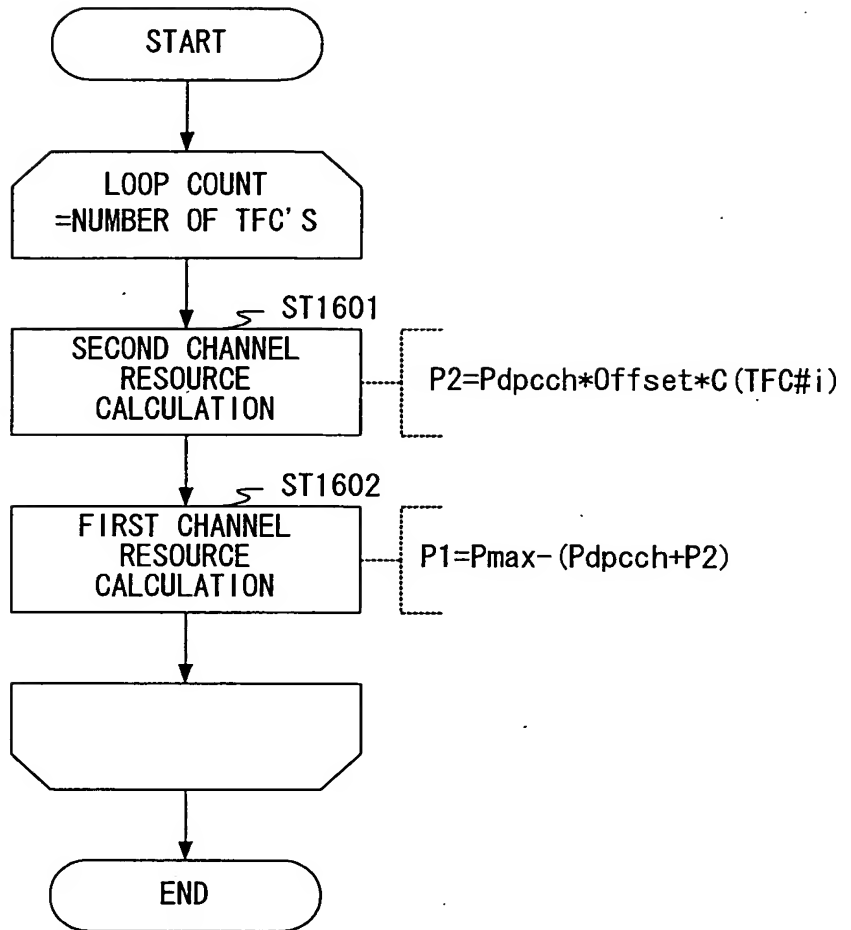 START
LOOP COUNT
=NUMBER OF TFC'S
ST1601
SECOND CHANNEL
RESOURCE
CALCULATION
P2=Pdpcch*Offset*C(TFC#i)
ST1602
FIRST CHANNEL
RESOURCE
CALCULATION
P1=Pmax-(Pdpcch+P2)
END